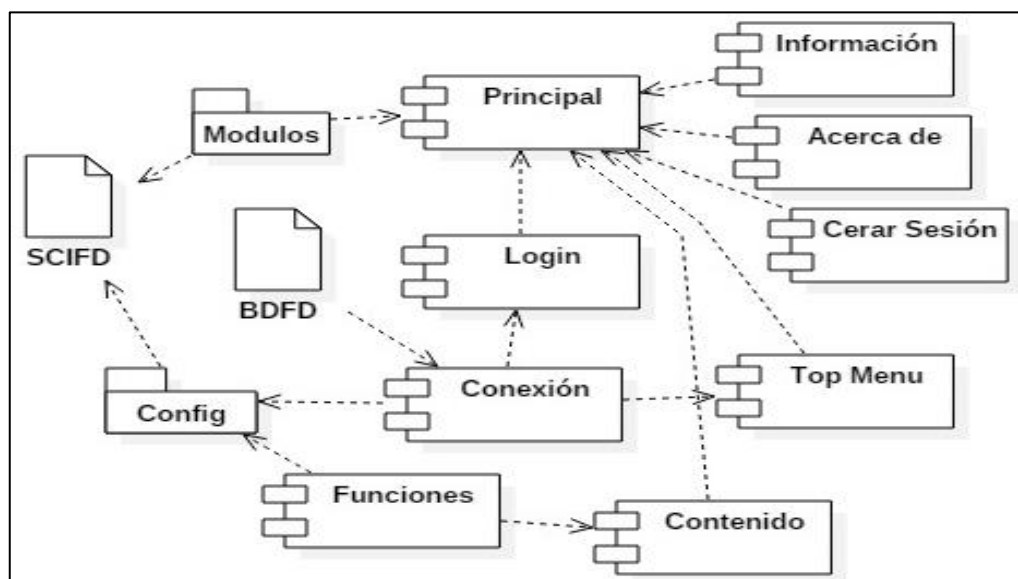 Información
Principal
Modulos
Acerca de
Cerar Sesión
SCIFD
Login
BDFD
Conexión
Top Menu
Config
Funciones
Contenido